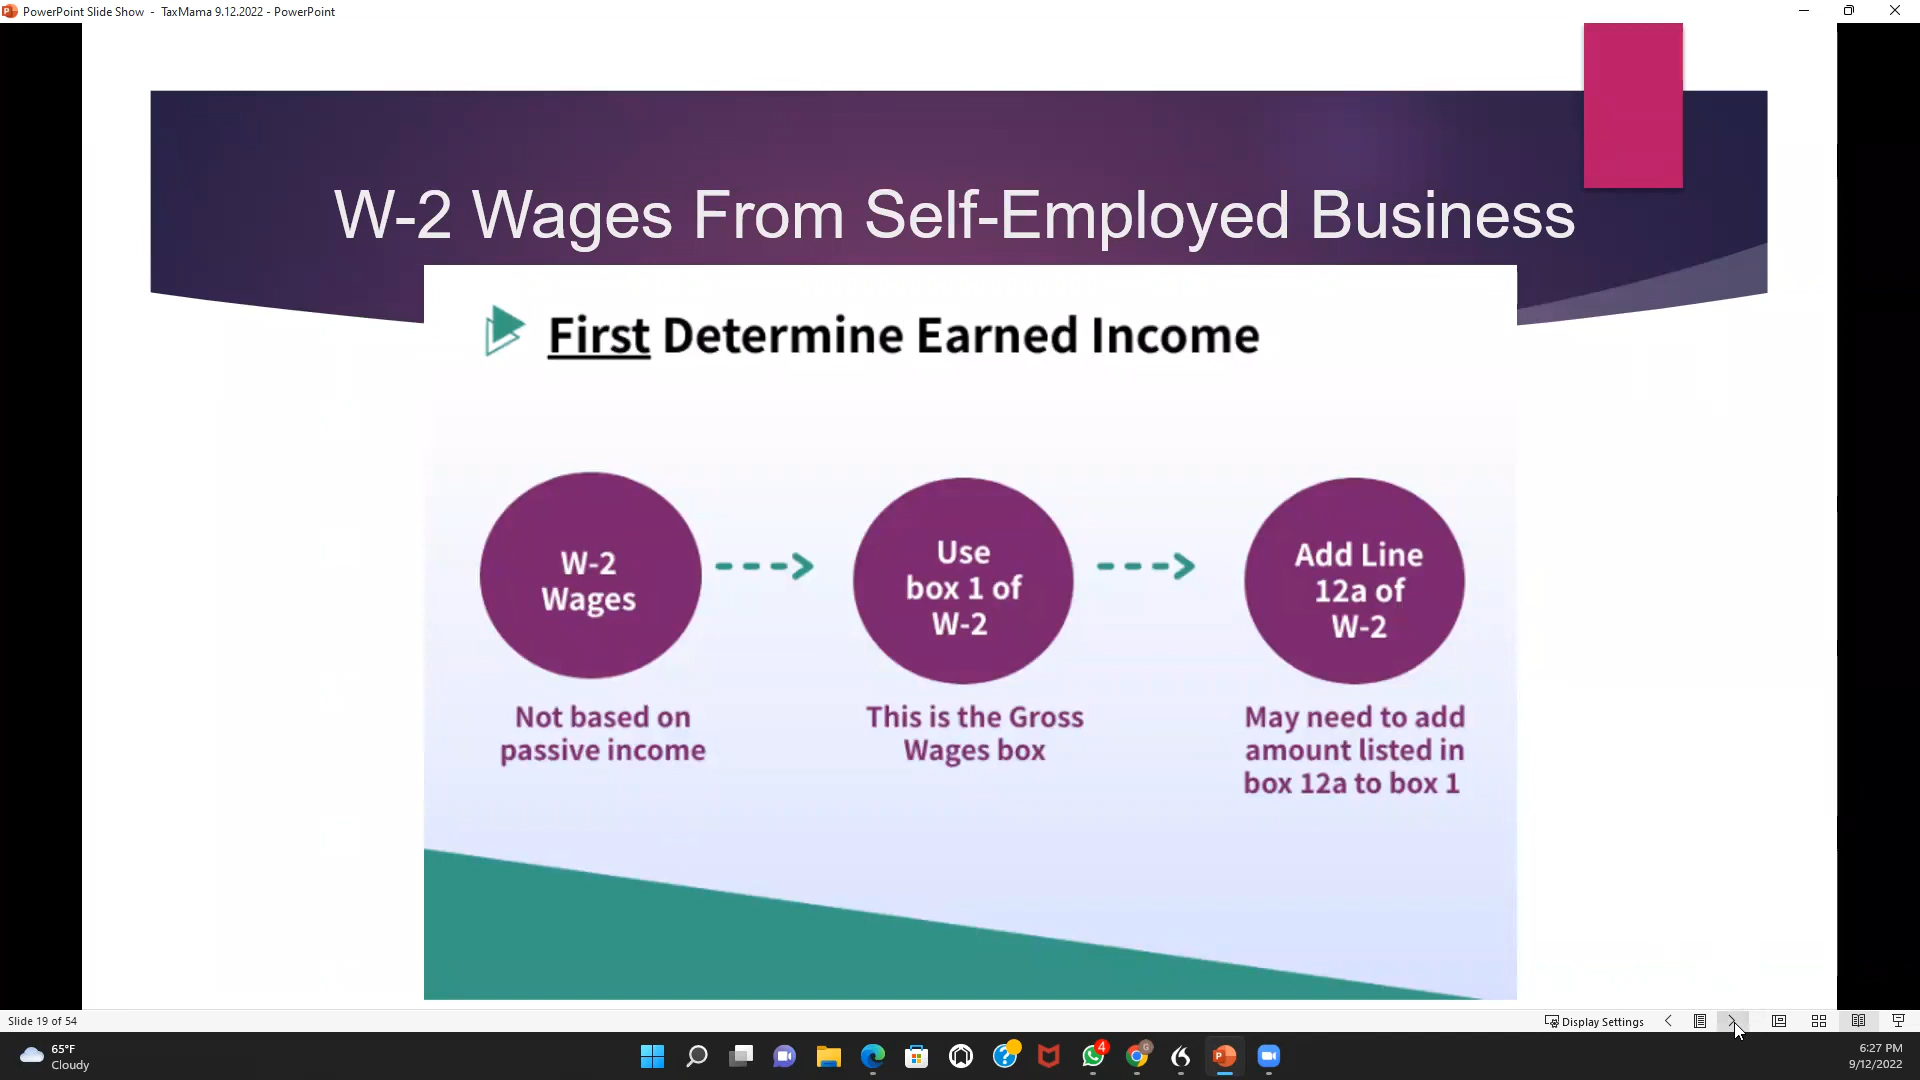 PowerPoint Slide Show - TaxMama 9.12.2022 - PowerPoint
W-2 Wages From Self-Employed Business
First Determine Earned Income
W-2
Wages
Use
box 1 of
W-2
Add Line
12a of
W-2
Not based on
passive income
This is the Gross
Wages box
May need to add
amount listed in
box 12a to box 1
Slide 19 of 54
Display Settings
65°F
Cloudy
4
G
6:27 PM
9/12/2022